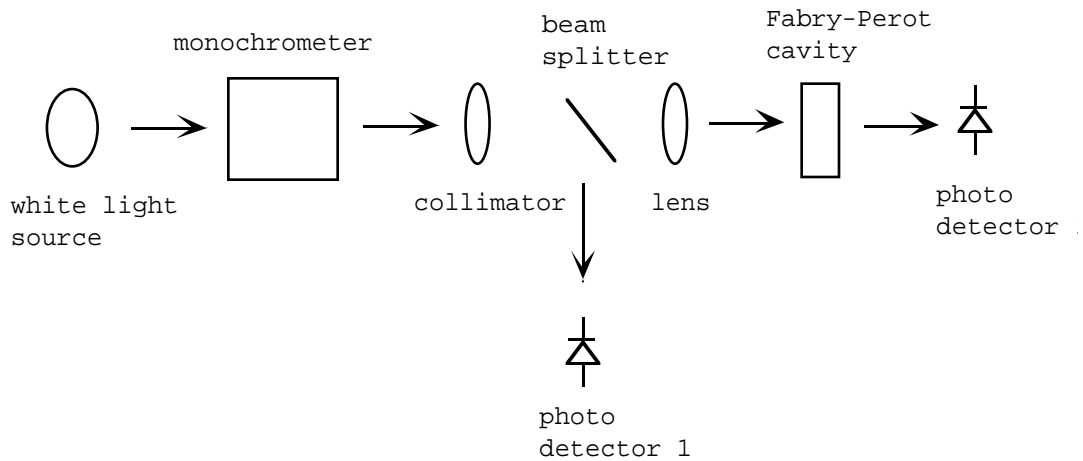 Fabry-Perot
cavity
beam
splitter
monochrometer
white light
source
collimator
lens
photo
detector
photo
detector 1